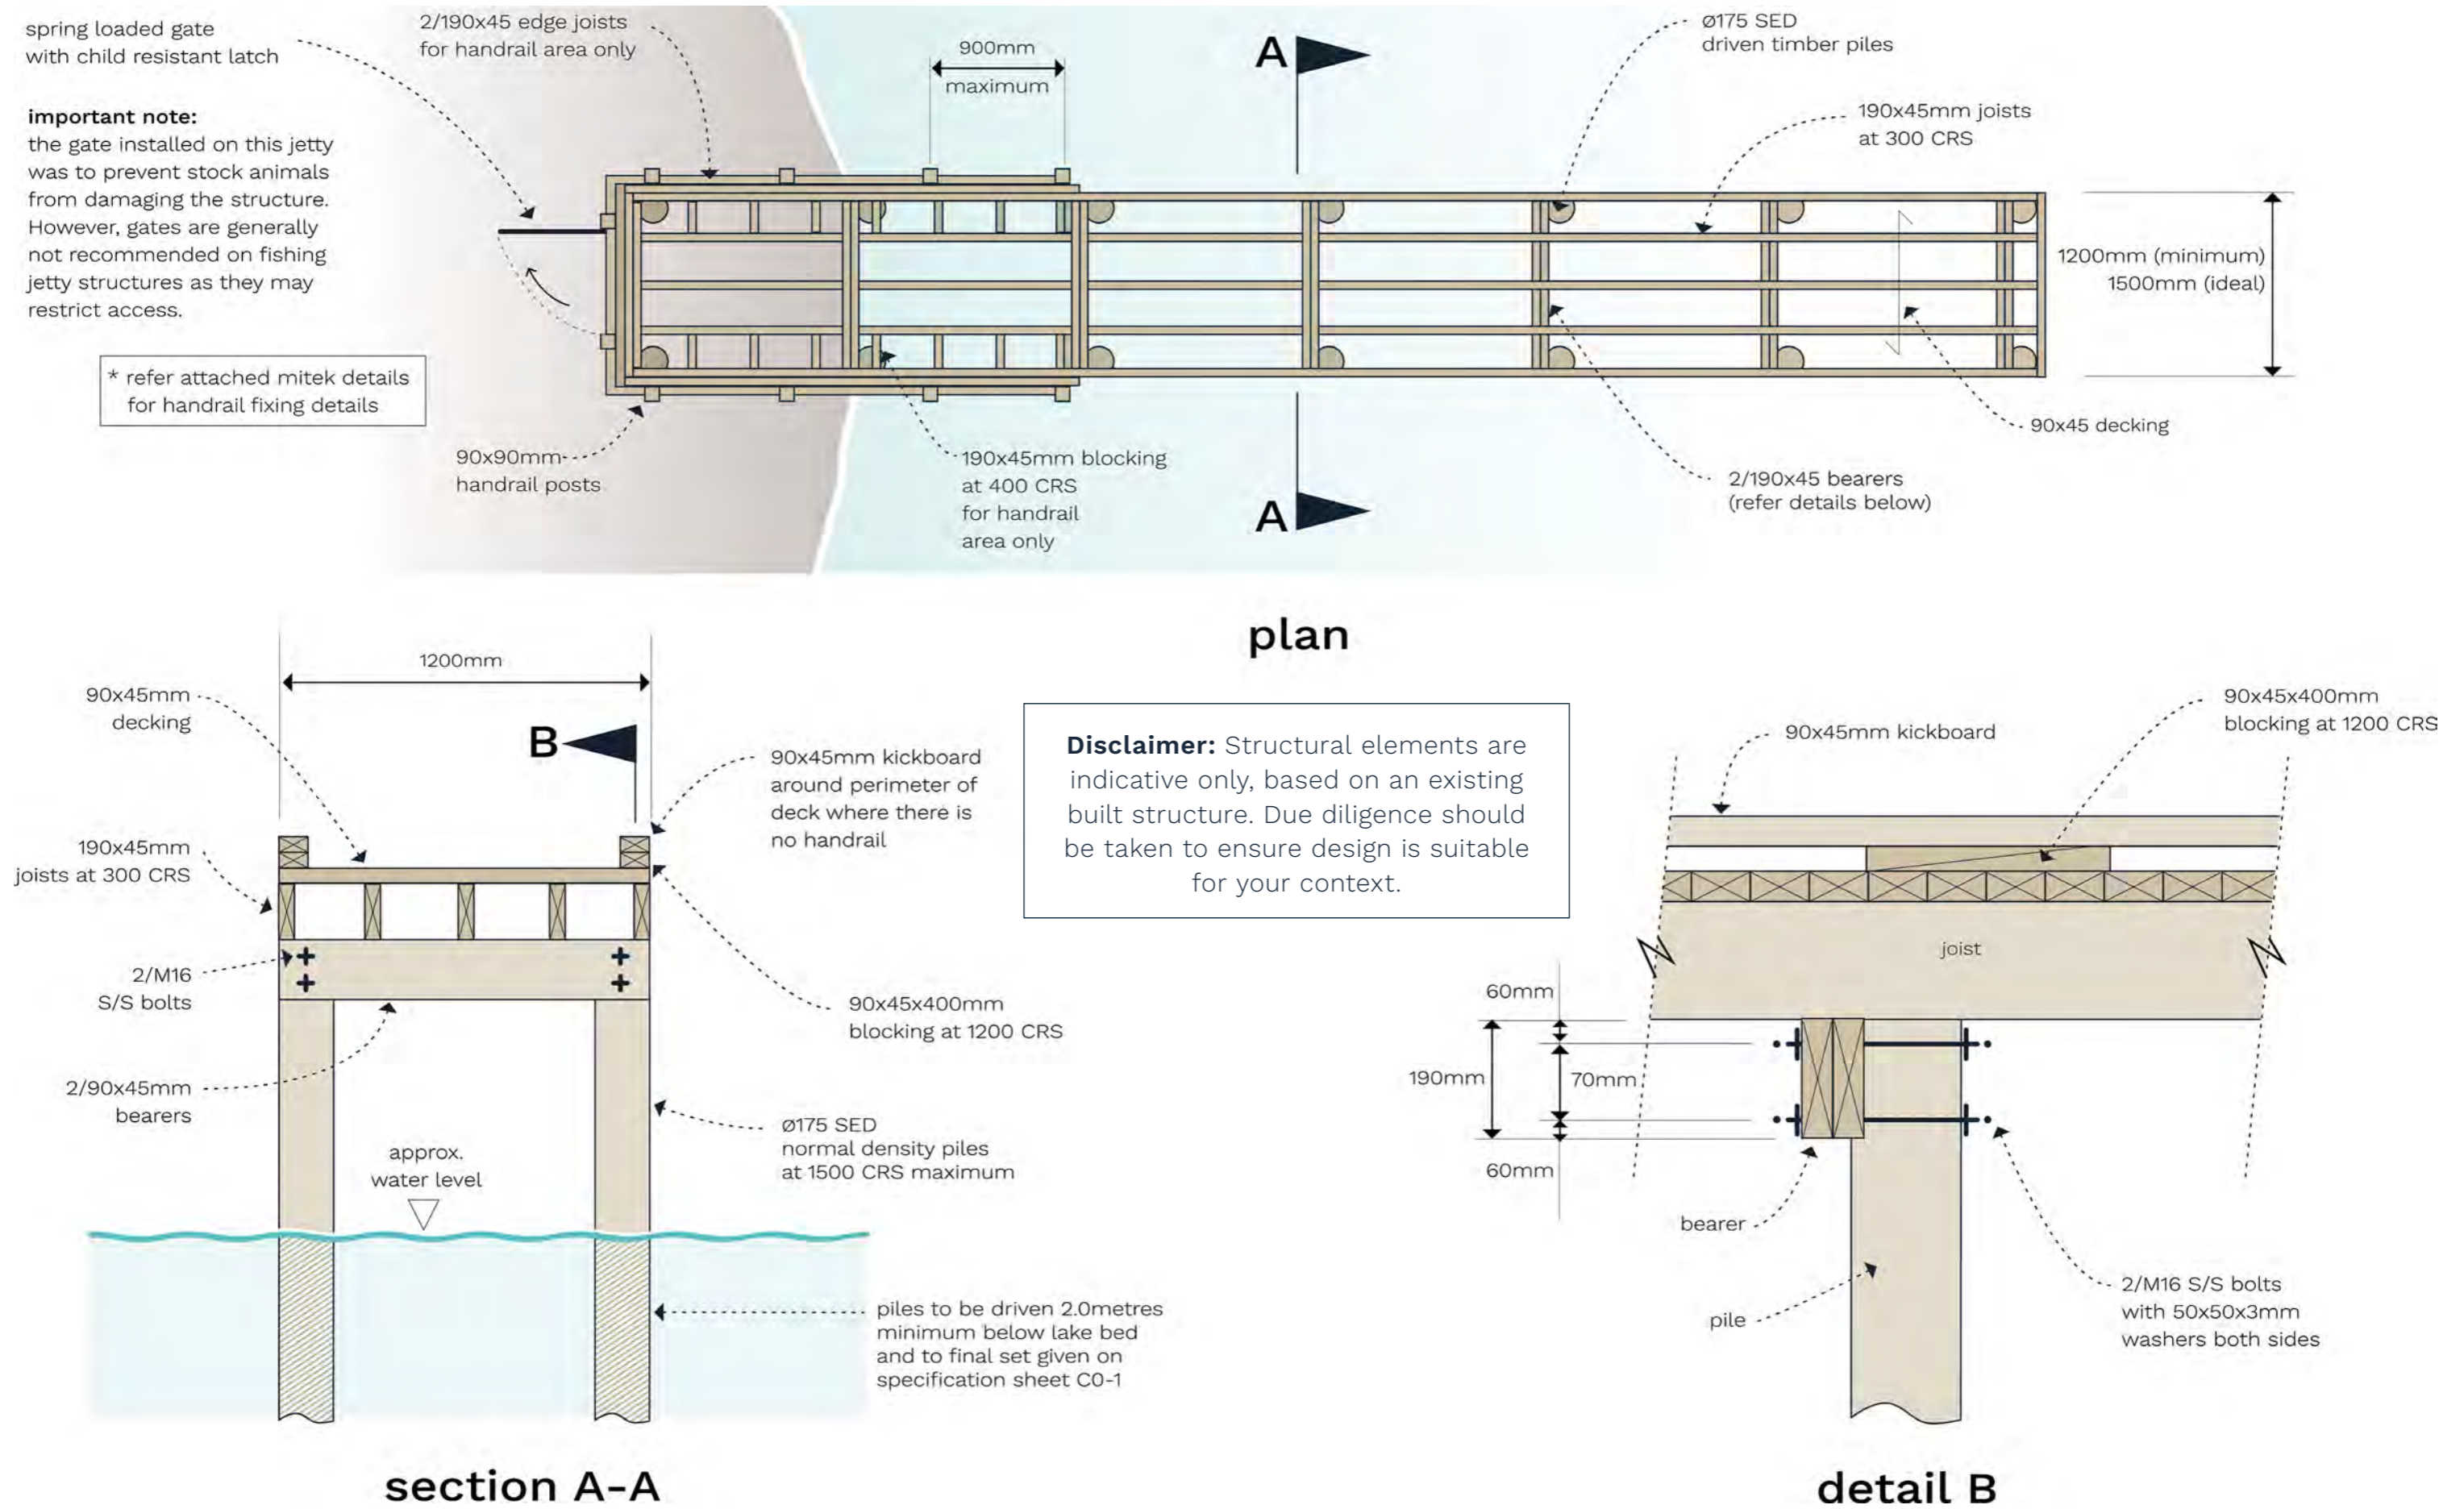 spring loaded gate
with child resistant latch
important note:
the gate installed on this jetty
was to prevent stock animals
from damaging the structure.
However, gates are generally
not recommended on fishing
jetty structures as they may
restrict access.
* refer attached mitek details
for handrail fixing details
2/190x45 edge joists
for handrail area only
900mm
maximum
A
Ø175 SED
driven timber piles
190x45mm joists
at 300 CRS
1200mm (minimum)
1500mm (ideal)
90x45 decking
2/190x45 bearers
(refer details below)
A
190x45mm blocking
at 400 CRS
for handrail
area only
90x90mm
handrail posts
plan
1200mm
90x45mm
decking
B
90x45mm kickboard
around perimeter of
deck where there is
no handrail
190x45mm
joists at 300 CRS
2/M16
S/S bolts
90x45x400mm
blocking at 1200 CRS
2/90x45mm
bearers
Ø175 SED
normal density piles
at 1500 CRS maximum
approx.
water level
piles to be driven 2.0metres
minimum below lake bed
and to final set given on
specification sheet C0-1
section A-A
Disclaimer: Structural elements are
indicative only, based on an existing
built structure. Due diligence should
be taken to ensure design is suitable
for your context.
90x45mm kickboard
90x45x400mm
blocking at 1200 CRS
joist
60mm
190mm
70mm
60mm
bearer
pile
2/M16 S/S bolts
with 50x50x3mm
washers both sides
detail B